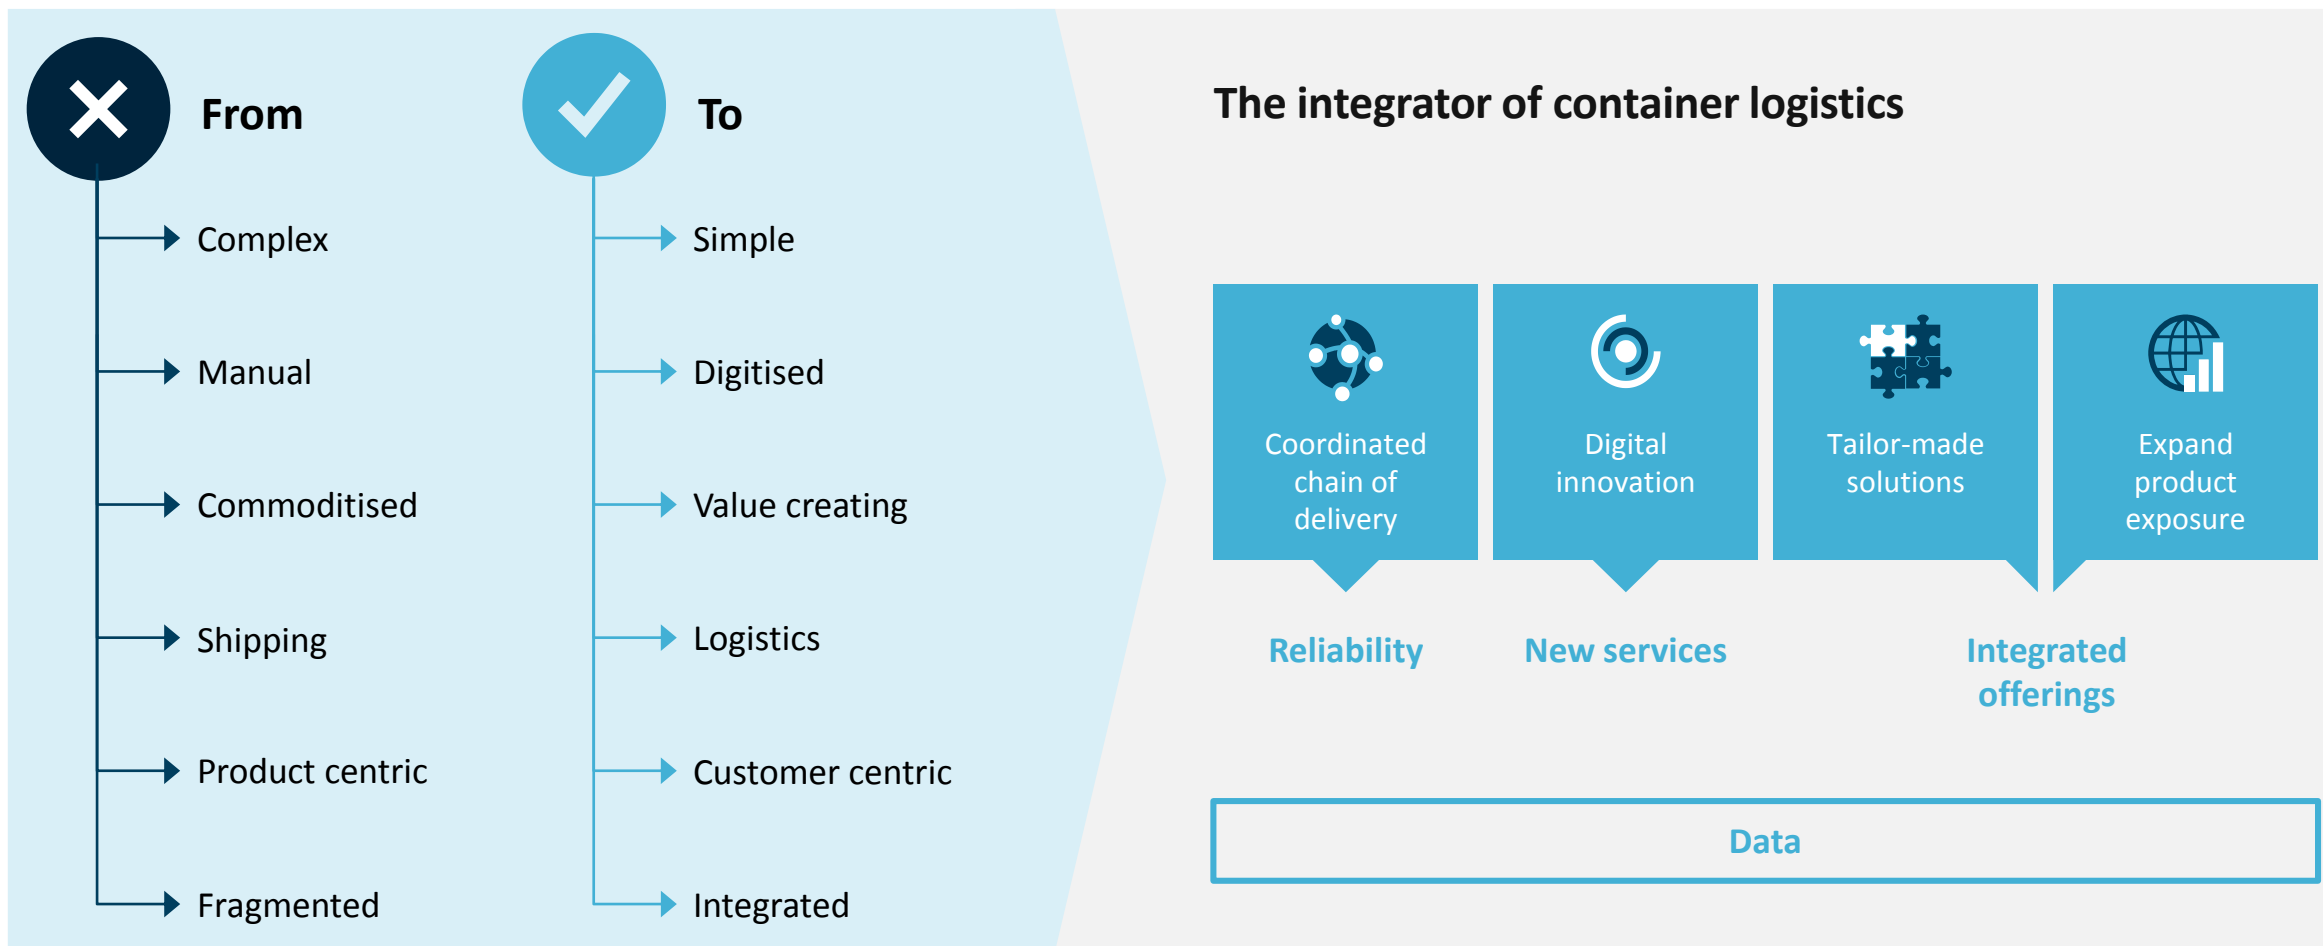 From
To
Complex
Simple
Manual
Digitised
Commoditised
Value creating
Shipping
Logistics
Product centric
Customer centric
Fragmented
Integrated
The integrator of container logistics
Coordinated
chain of
delivery
Digital
innovation
Tailor-made
solutions
Expand
product
exposure
Reliability
New services
Integrated
offerings
Data